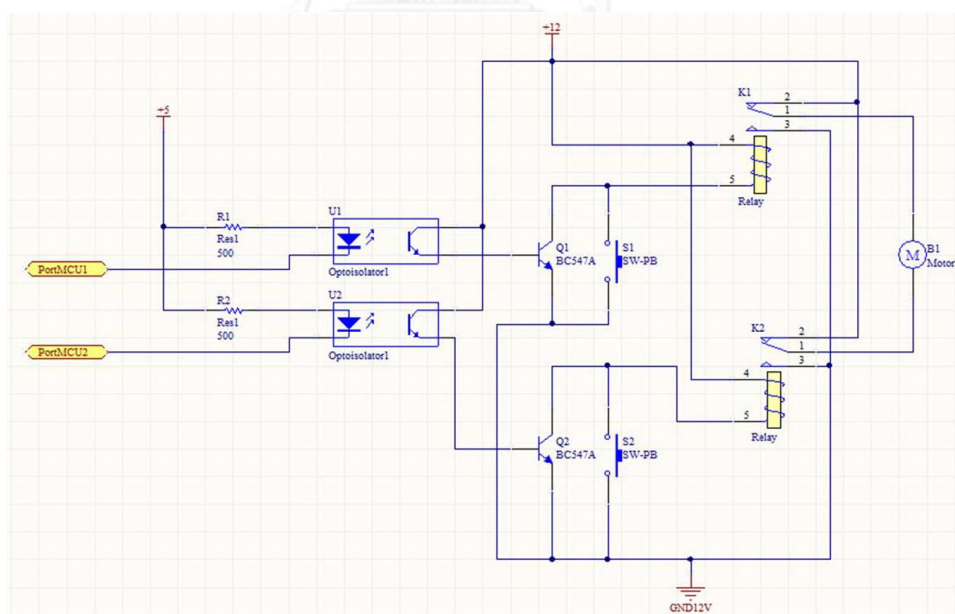 +12
+5
K1
2
1
3
4
5
Relay
R1
Res1
500
U1
Optoisolator1
PortMCU1
Q1
BC547A
S1
SW-PB
M
B1
Motor
R2
Res1
500
U2
Optoisolator1
PortMCU2
K2
2
1
3
4
5
Relay
Q2
BC547A
S2
SW-PB
GND12V